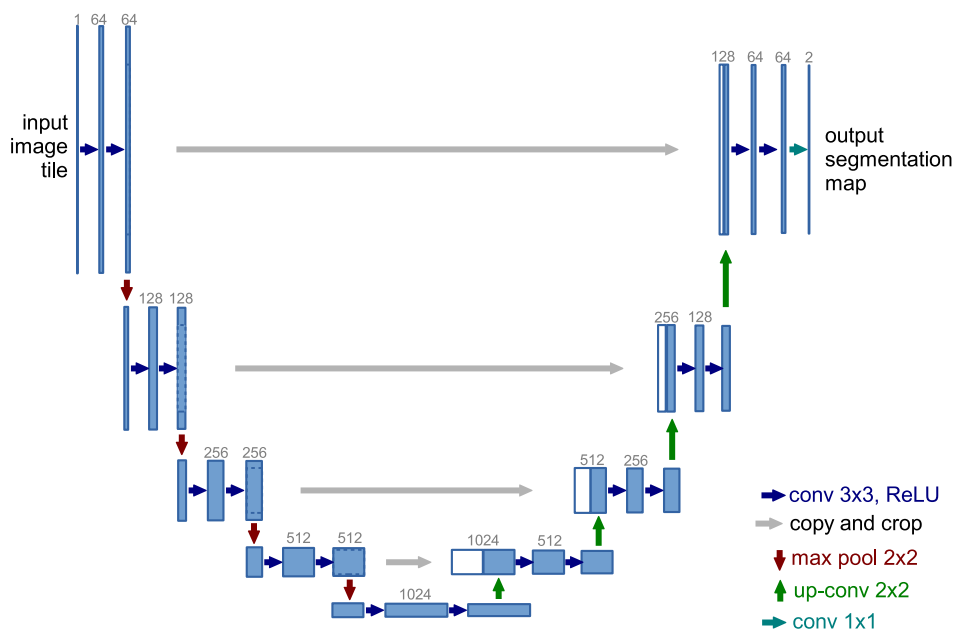 1
64
64
128
64
64
2
input
image
tile
output
segmentation
map
128
128
256
128
256
256
512
256
512
512
1024
512
1024
conv 3x3, ReLU
copy and crop
max pool 2x2
up-conv 2x2
conv 1x1